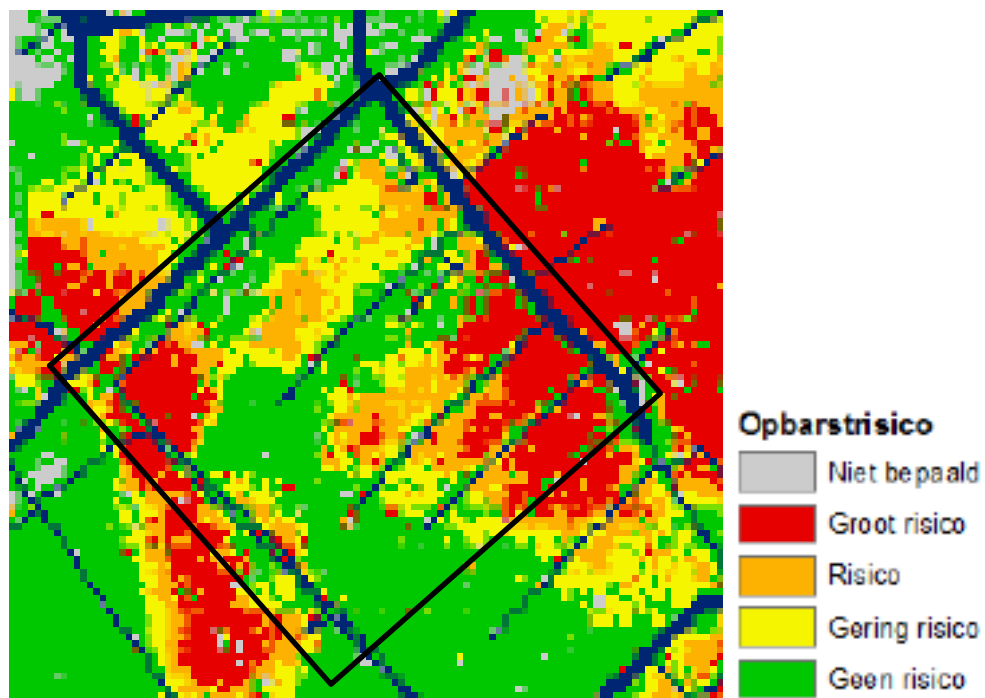 Opbarstrisico
Niet bepaald
Groot risico
Risico
Gering risico
Geen risico